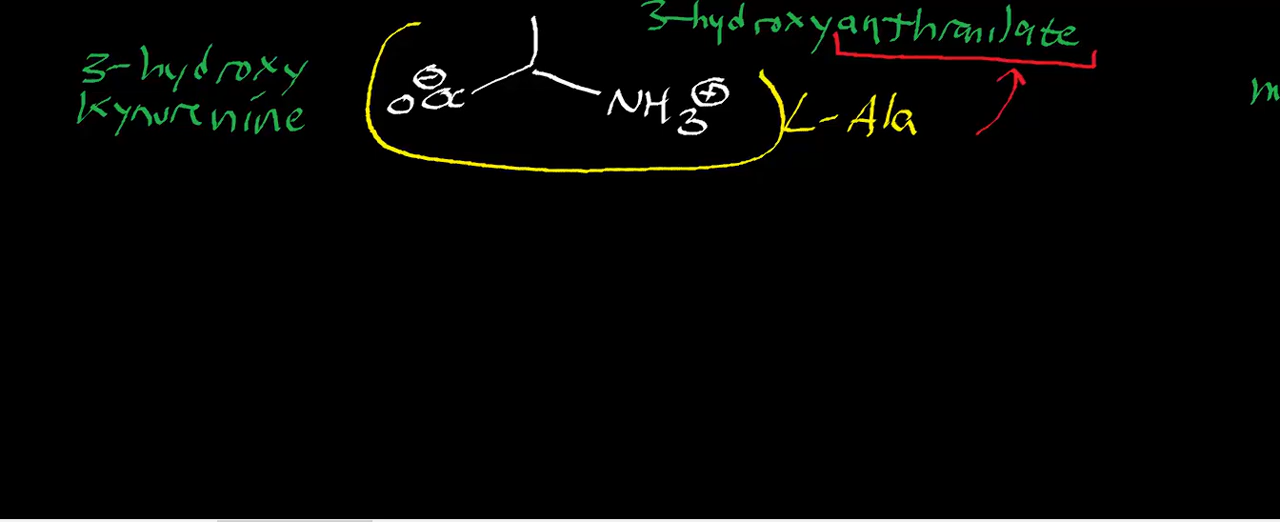 3-hydroxyanthranilate
3-hydroxy
kynurenine
⊖OOC
NH3⊕
L-Ala